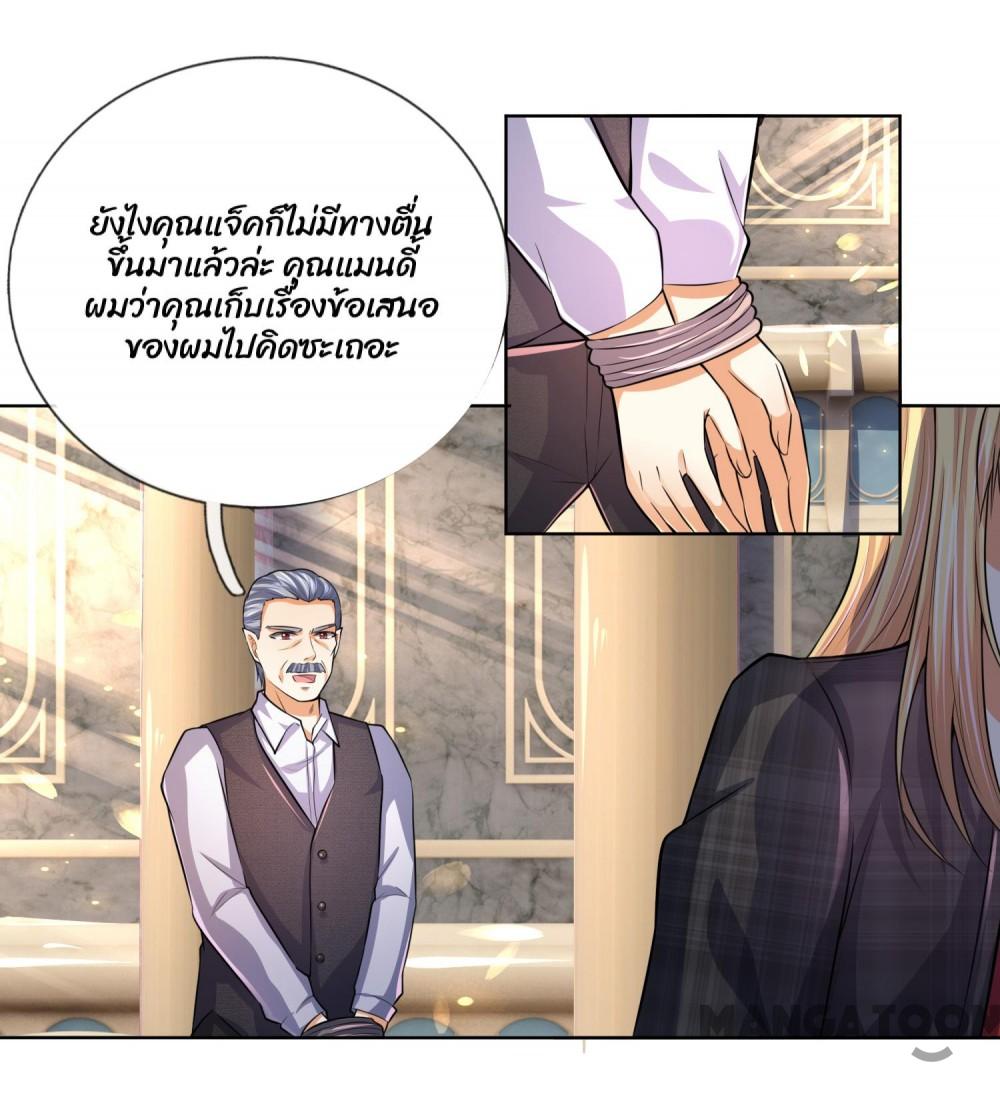 ยังไงคุณแจ็คก็ไม่มีทางตื่น
ขึ้นมาแล้วล่ะ คุณแมนดี้
ผมว่าคุณเก็บเรื่องข้อเสนอ
ของผมไปคิดซะเถอะ
MANGATOON